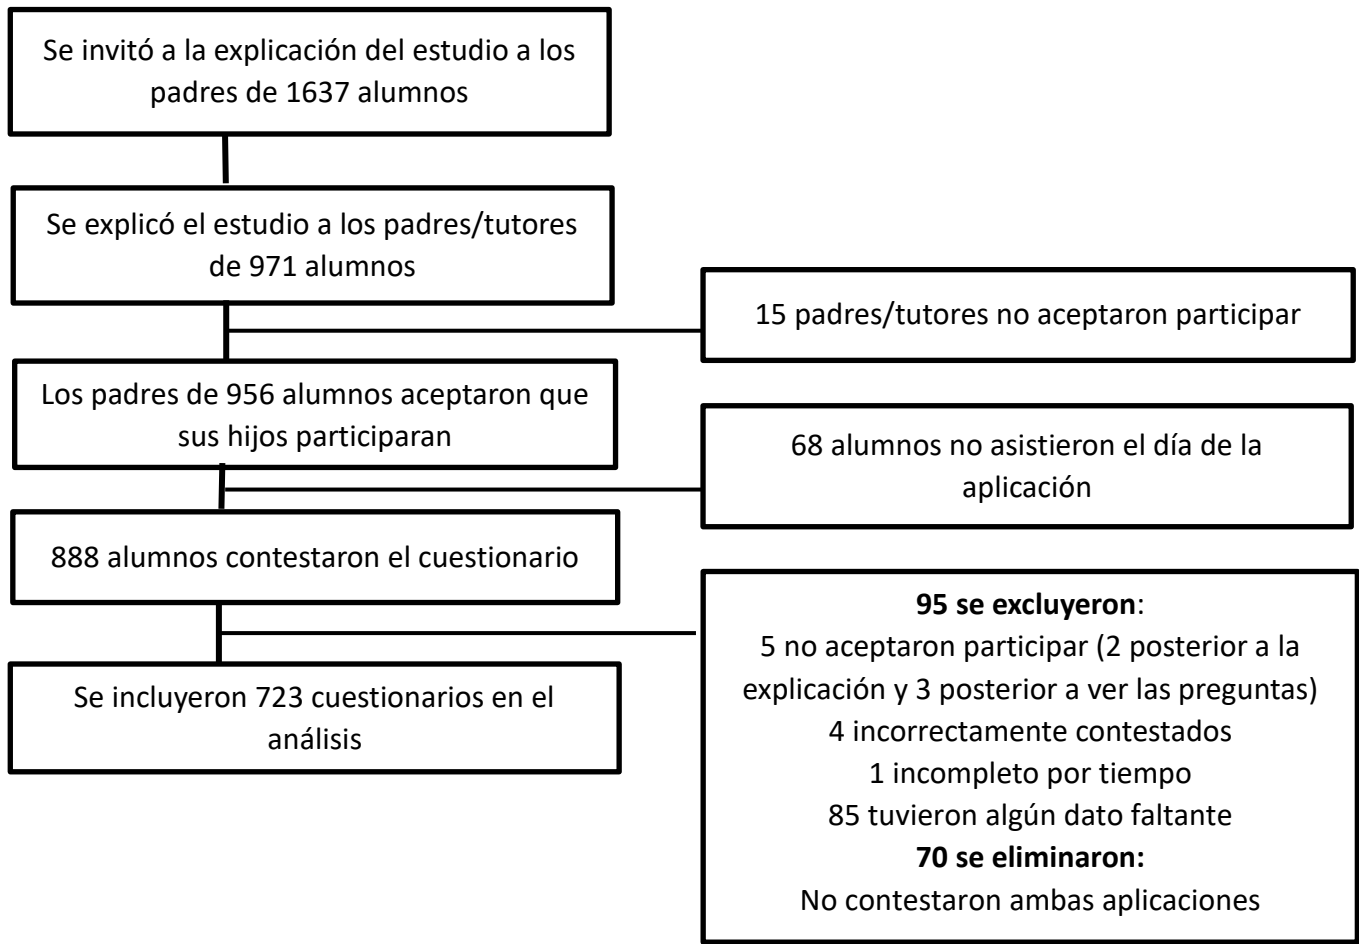 Se invitó a la explicación del estudio a los
padres de 1637 alumnos
Se explicó el estudio a los padres/tutores
de 971 alumnos
15 padres/tutores no aceptaron participar
Los padres de 956 alumnos aceptaron que
sus hijos participaran
68 alumnos no asistieron el día de la
aplicación
888 alumnos contestaron el cuestionario
95 se excluyeron:
5 no aceptaron participar (2 posterior a la
explicación y 3 posterior a ver las preguntas)
4 incorrectamente contestados
1 incompleto por tiempo
85 tuvieron algún dato faltante
70 se eliminaron:
No contestaron ambas aplicaciones
Se incluyeron 723 cuestionarios en el
análisis